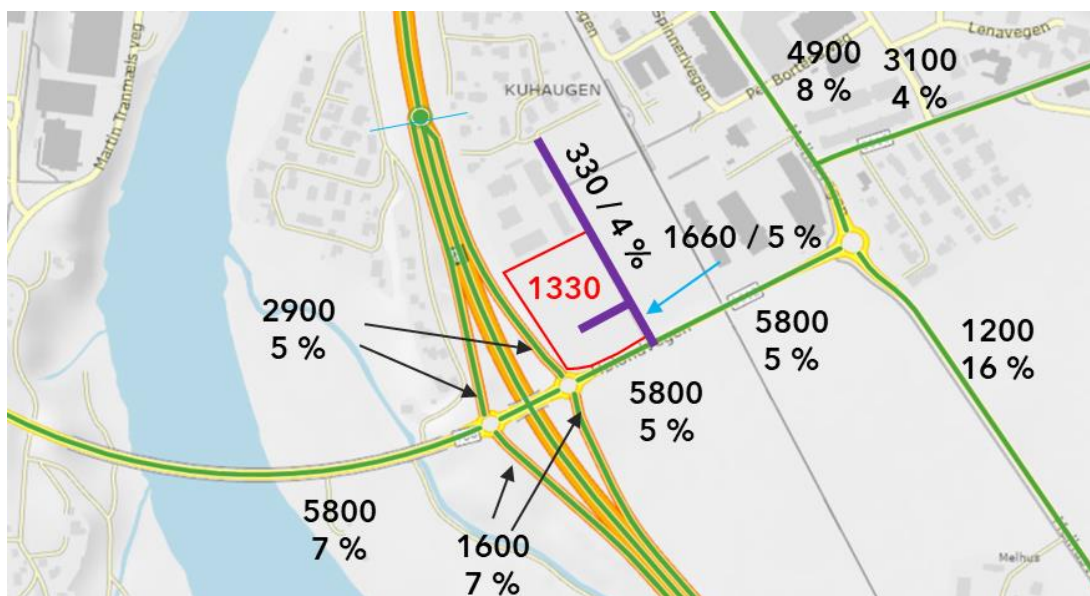 Martin Tranmæls veg
KUHAUGEN
Spinnerivegen
Lenavegen
4900
8 %
3100
4 %
330 / 4 %
1660 / 5 %
1330
2900
5 %
5800
5 %
5800
5 %
1200
16 %
5800
7 %
1600
7 %
Melhus